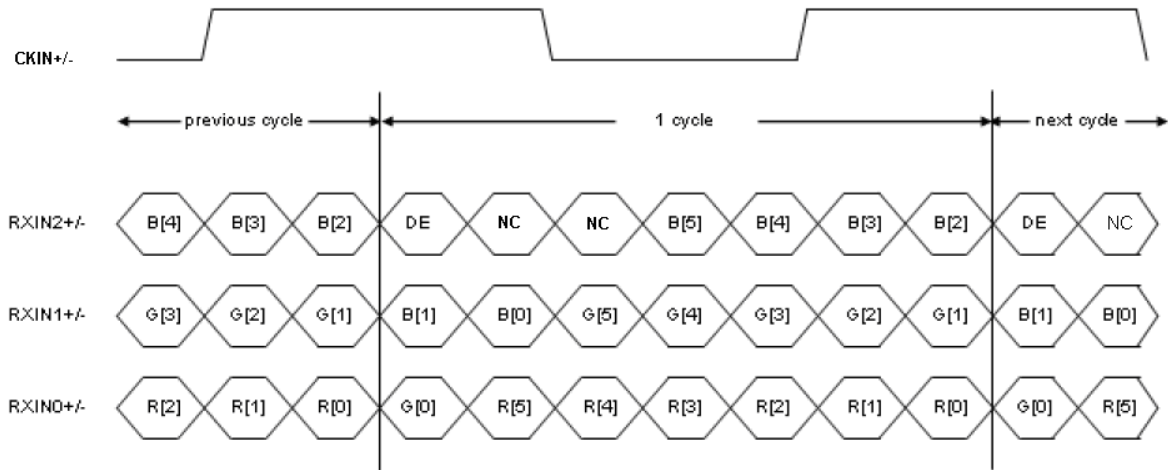 CKIN+/-
previous cycle 1 cycle next cycle
RXIN2+/- B[4] B[3] B[2] DE NC NC B[5] B[4] B[3] B[2] DE NC
RXIN1+/- G[3] G[2] G[1] B[1] B[0] G[5] G[4] G[3] G[2] G[1] B[1] B[0]
RXIN0+/- R[2] R[1] R[0] G[0] R[5] R[4] R[3] R[2] R[1] R[0] G[0] R[5]